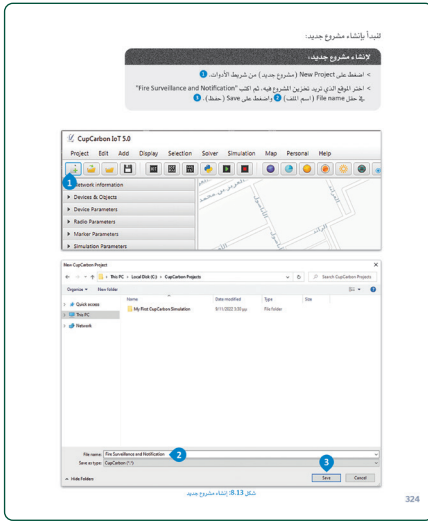 لنبدأ بإنشاء مشروع جديد:
لإنشاء مشروع جديد:
> اضغط على New Project (مشروع جديد) من شريط الأدوات. 1
> اختر الموقع الذي تريد تخزين المشروع فيه، ثم اكتب "Fire Surveillance and Notification"
في حقل File name (اسم الملف) 2 واضغط على Save (حفظ). 3
CupCarbon IoT 5.0
Project Edit Add Display Selection Solver Simulation Map Personal Help
1
Network information
Devices & Objects
Device Parameters
Radio Parameters
Marker Parameters
Simulation Parameters
New CupCarbon Project
This PC > Local Disk (C:) > CupCarbon Projects
Search CupCarbon Projects
Organise New folder
Name Date modified Type Size
Quick access
My First CupCarbon Simulation File folder
This PC
Network
File name: Fire Surveillance and Notification 2
Save as type: CupCarbon (*.*)
3
Hide Folders Save Cancel
شكل 8.13: إنشاء مشروع جديد
324